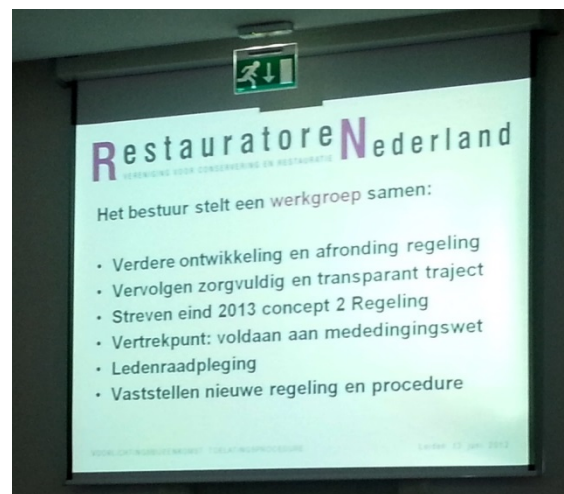 RestauratoreNederland
VERENIGING VOOR CONSERVERING EN RESTAURATIE
Het bestuur stelt een werkgroep samen:
• Verdere ontwikkeling en afronding regeling
• Vervolgen zorgvuldig en transparant traject
• Streven eind 2013 concept 2 Regeling
• Vertrekpunt: voldaan aan mededingingswet
• Ledenraadpleging
• Vaststellen nieuwe regeling en procedure